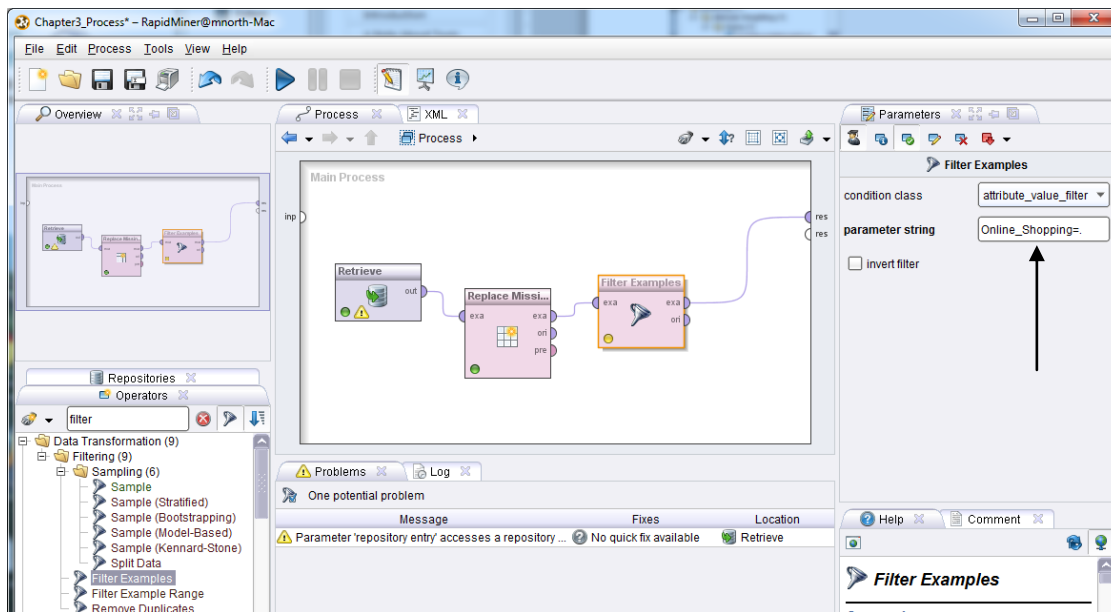 Chapter3_Process* – RapidMiner@mnorth-Mac
File Edit Process Tools View Help
Overview
Process
XML
Parameters
Process
Main Process
inp
res
res
Retrieve
out
Replace Missi...
exa
exa
ori
pre
Filter Examples
exa
exa
ori
Filter Examples
condition class
attribute_value_filter
parameter string
Online_Shopping=.
invert filter
Repositories
Operators
filter
Data Transformation (9)
Filtering (9)
Sampling (6)
Sample
Sample (Stratified)
Sample (Bootstrapping)
Sample (Model-Based)
Sample (Kennard-Stone)
Split Data
Filter Examples
Filter Example Range
Remove Duplicates
Problems
Log
One potential problem
Message Fixes Location
Parameter 'repository entry' accesses a repository ... No quick fix available Retrieve
Help
Comment
Filter Examples